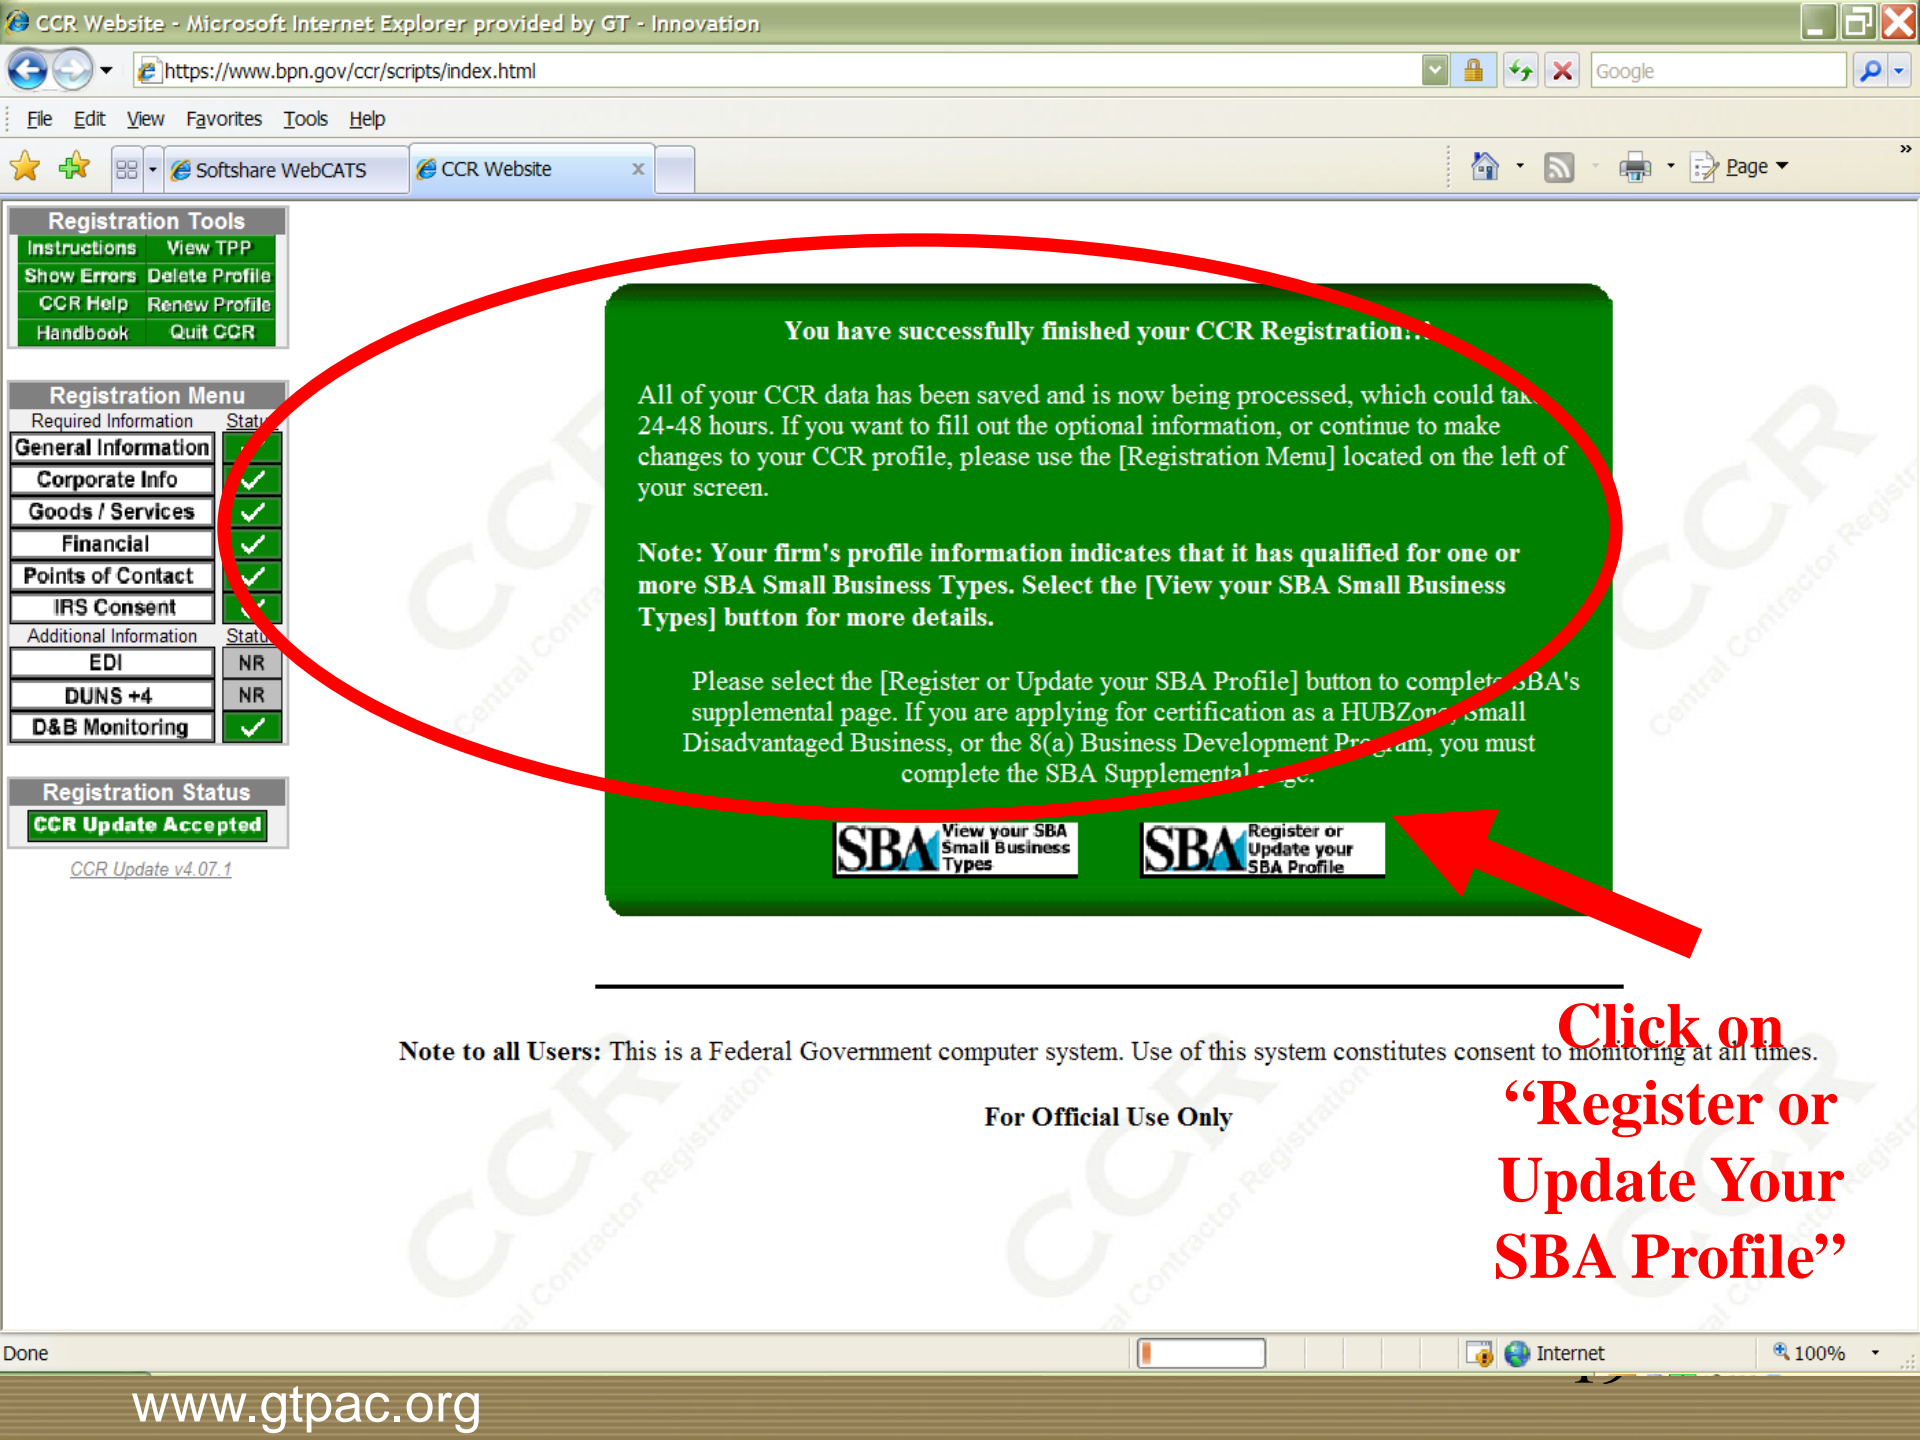 CCR Website - Microsoft Internet Explorer provided by GT - Innovation
https://www.bpn.gov/ccr/scripts/index.html
Google
File Edit View Favorites Tools Help
Softshare WebCATS
CCR Website x
Page
Registration Tools
Instructions View TPP
Show Errors Delete Profile
CCR Help Renew Profile
Handbook Quit CCR
Registration Menu
Required Information Status
General Information
Corporate Info
Goods / Services
Financial
Points of Contact
IRS Consent
Additional Information Status
EDI NR
DUNS +4 NR
D&B Monitoring
Registration Status
CCR Update Accepted
CCR Update v4.07.1
You have successfully finished your CCR Registration!!!
All of your CCR data has been saved and is now being processed, which could take
24-48 hours. If you want to fill out the optional information, or continue to make
changes to your CCR profile, please use the [Registration Menu] located on the left of
your screen.
Note: Your firm's profile information indicates that it has qualified for one or
more SBA Small Business Types. Select the [View your SBA Small Business
Types] button for more details.
Please select the [Register or Update your SBA Profile] button to complete SBA's
supplemental page. If you are applying for certification as a HUBZone, Small
Disadvantaged Business, or the 8(a) Business Development Program, you must
complete the SBA Supplemental page.
SBA View your SBA
Small Business
Types
SBA Register or
Update your
SBA Profile
Note to all Users: This is a Federal Government computer system. Use of this system constitutes consent to monitoring at all times.
For Official Use Only
Click on
“Register or
Update Your
SBA Profile”
CCR
Central Contractor Registration
Done
Internet
100%
www.gtpac.org